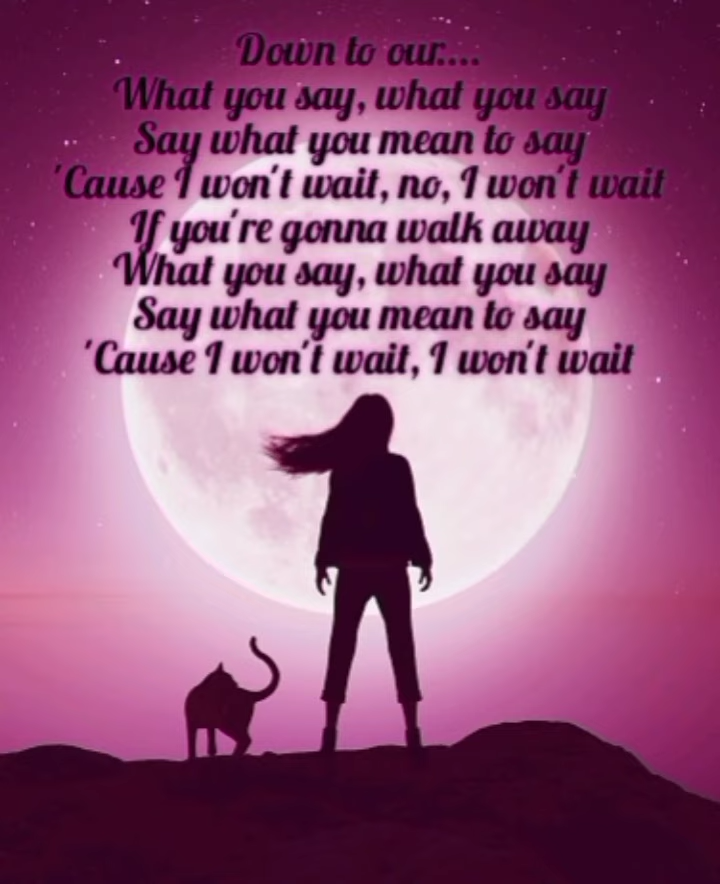 Down to our....
What you say, what you say
Say what you mean to say
'Cause I won't wait, no, I won't wait
If you're gonna walk away
What you say, what you say
Say what you mean to say
'Cause I won't wait, I won't wait